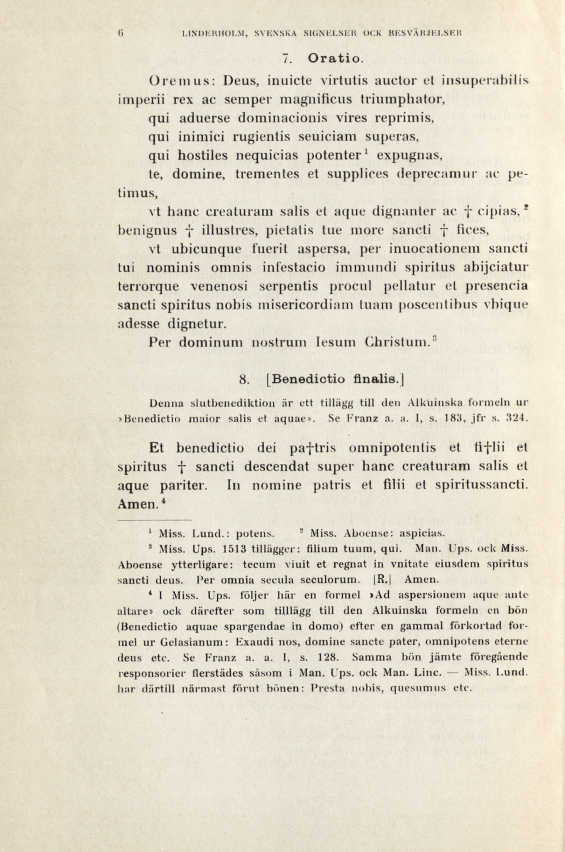 6 LINDERHOLM, SVENSKA SIGNELSER OCK BESVÄRJELSER
7. Oratio.
Oremus: Deus, inuicte virtutis auctor et insuperabilis
imperii rex ac semper magnificus triumphator,
qui aduerse dominacionis vires reprimis,
qui inimici rugientis seuiciam superas,
qui hostiles nequicias potenter¹ expugnas,
te, domine, trementes et supplices deprecamur ac pe-
timus,
vt hanc creaturam salis et aque dignanter ac † cipias,²
benignus † illustres, pietatis tue more sancti † fices,
vt ubicunque fuerit aspersa, per inuocationem sancti
tui nominis omnis infestacio immundi spiritus abijciatur
terrorque venenosi serpentis procul pellatur et presencia
sancti spiritus nobis misericordiam tuam poscentibus vbique
adesse dignetur.
Per dominum nostrum Iesum Christum.³
8. [Benedictio finalis.]
Denna slutbenediktion är ett tillägg till den Alkuinska formeln ur
»Benedictio maior salis et aquae». Se Franz a. a. I, s. 183, jfr s. 324.
Et benedictio dei pa†tris omnipotentis et fi†lii et
spiritus † sancti descendat super hanc creaturam salis et
aque pariter. In nomine patris et filii et spiritussancti.
Amen.⁴
¹ Miss. Lund.: potens. ² Miss. Aboense: aspicias.
³ Miss. Ups. 1513 tillägger: filium tuum, qui. Man. Ups. ock Miss.
Aboense ytterligare: tecum viuit et regnat in vnitate eiusdem spiritus
sancti deus. Per omnia secula seculorum. [R.] Amen.
⁴ I Miss. Ups. följer här en formel »Ad aspersionem aque ante
altare» ock därefter som tilllägg till den Alkuinska formeln en bön
(Benedictio aquae spargendae in domo) efter en gammal förkortad for-
mel ur Gelasianum: Exaudi nos, domine sancte pater, omnipotens eterne
deus etc. Se Franz a. a. I, s. 128. Samma bön jämte föregående
responsorier flerstädes såsom i Man. Ups. ock Man. Linc. — Miss. Lund.
har därtill närmast förut bönen: Presta nobis, quesumus etc.